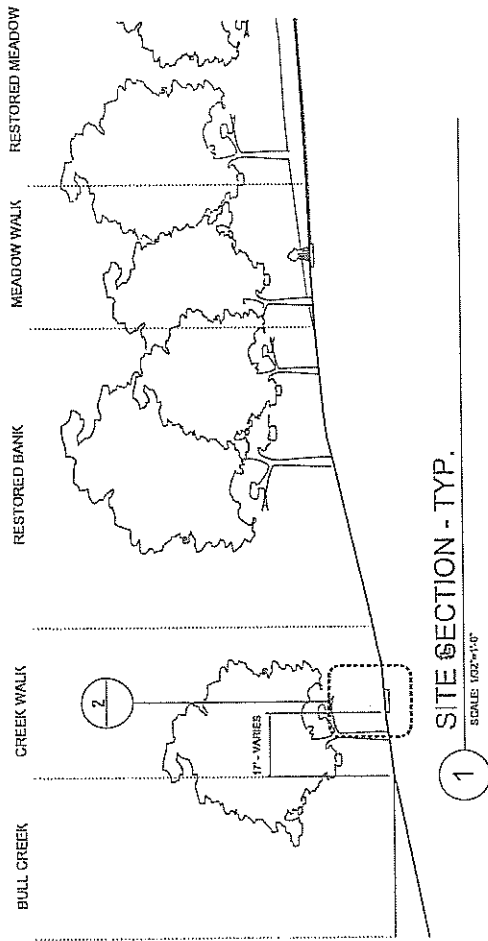 BULL CREEK
CREEK WALK
RESTORED BANK
MEADOW WALK
RESTORED MEADOW
2
17' - VARIES
1
SITE SECTION - TYP.
SCALE: 1/32"=1'-0"